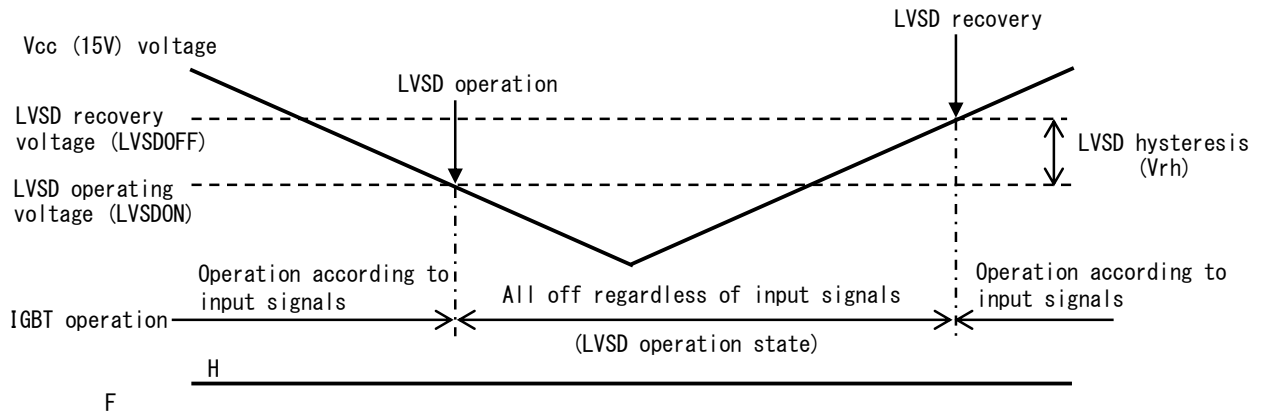 LVSD recovery
Vcc (15V) voltage
LVSD operation
LVSD recovery
voltage (LVSDOFF)
LVSD hysteresis
(Vrh)
LVSD operating
voltage (LVSDON)
Operation according to
input signals
All off regardless of input signals
Operation according to
input signals
IGBT operation
(LVSD operation state)
H
F